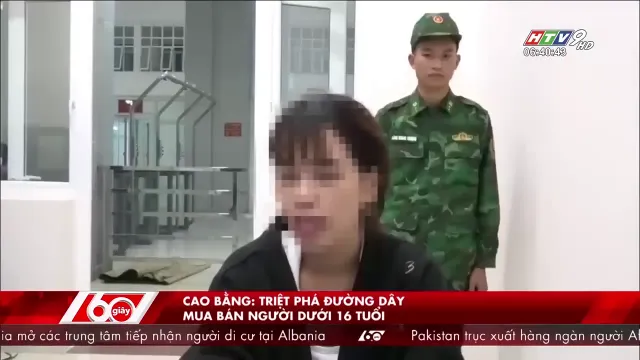 HTV9 HD
06:40:43
60 giây
CAO BẰNG: TRIỆT PHÁ ĐƯỜNG DÂY
MUA BÁN NGƯỜI DƯỚI 16 TUỔI
ia mở các trung tâm tiếp nhận người di cư tại Albania
Pakistan trục xuất hàng ngàn người A